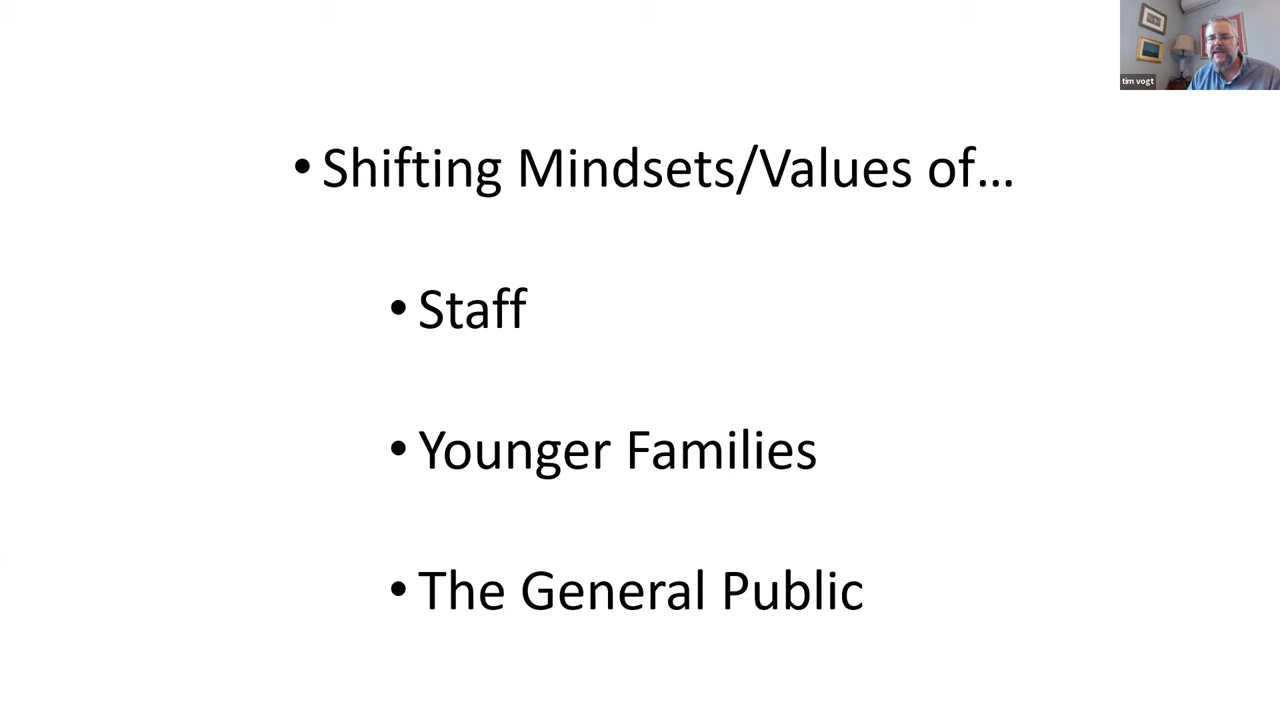 tim vogt
• Shifting Mindsets/Values of…
• Staff
• Younger Families
• The General Public